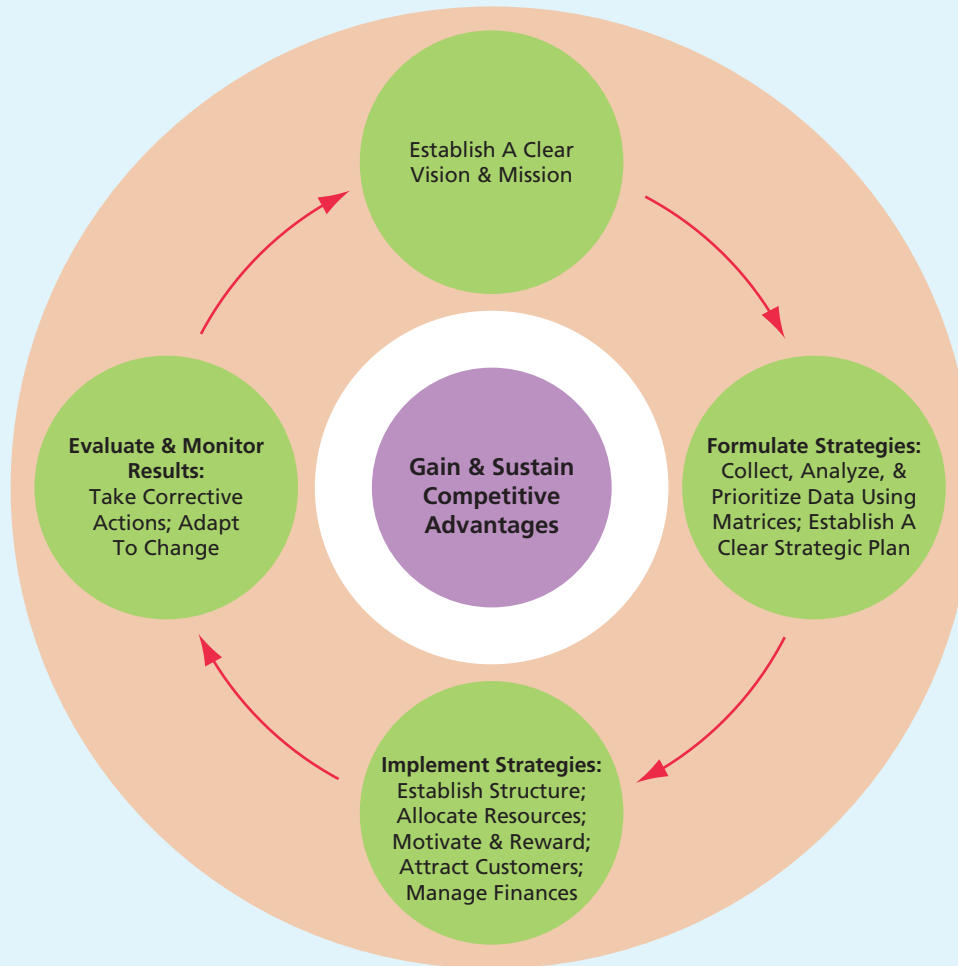 Establish A Clear
Vision & Mission
Evaluate & Monitor
Results:
Take Corrective
Actions; Adapt
To Change
Gain & Sustain
Competitive
Advantages
Formulate Strategies:
Collect, Analyze, &
Prioritize Data Using
Matrices; Establish A
Clear Strategic Plan
Implement Strategies:
Establish Structure;
Allocate Resources;
Motivate & Reward;
Attract Customers;
Manage Finances